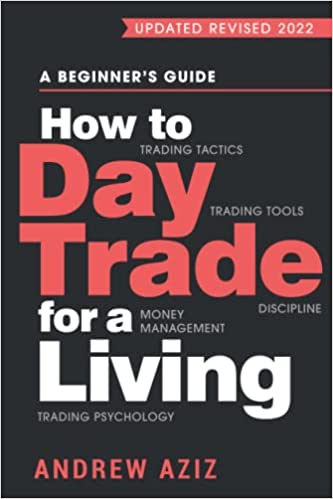 UPDATED REVISED 2022
A BEGINNER'S GUIDE
How to
TRADING TACTICS
Day
TRADING TOOLS
Trade
DISCIPLINE
for a
MONEY
MANAGEMENT
Living
TRADING PSYCHOLOGY
ANDREW AZIZ